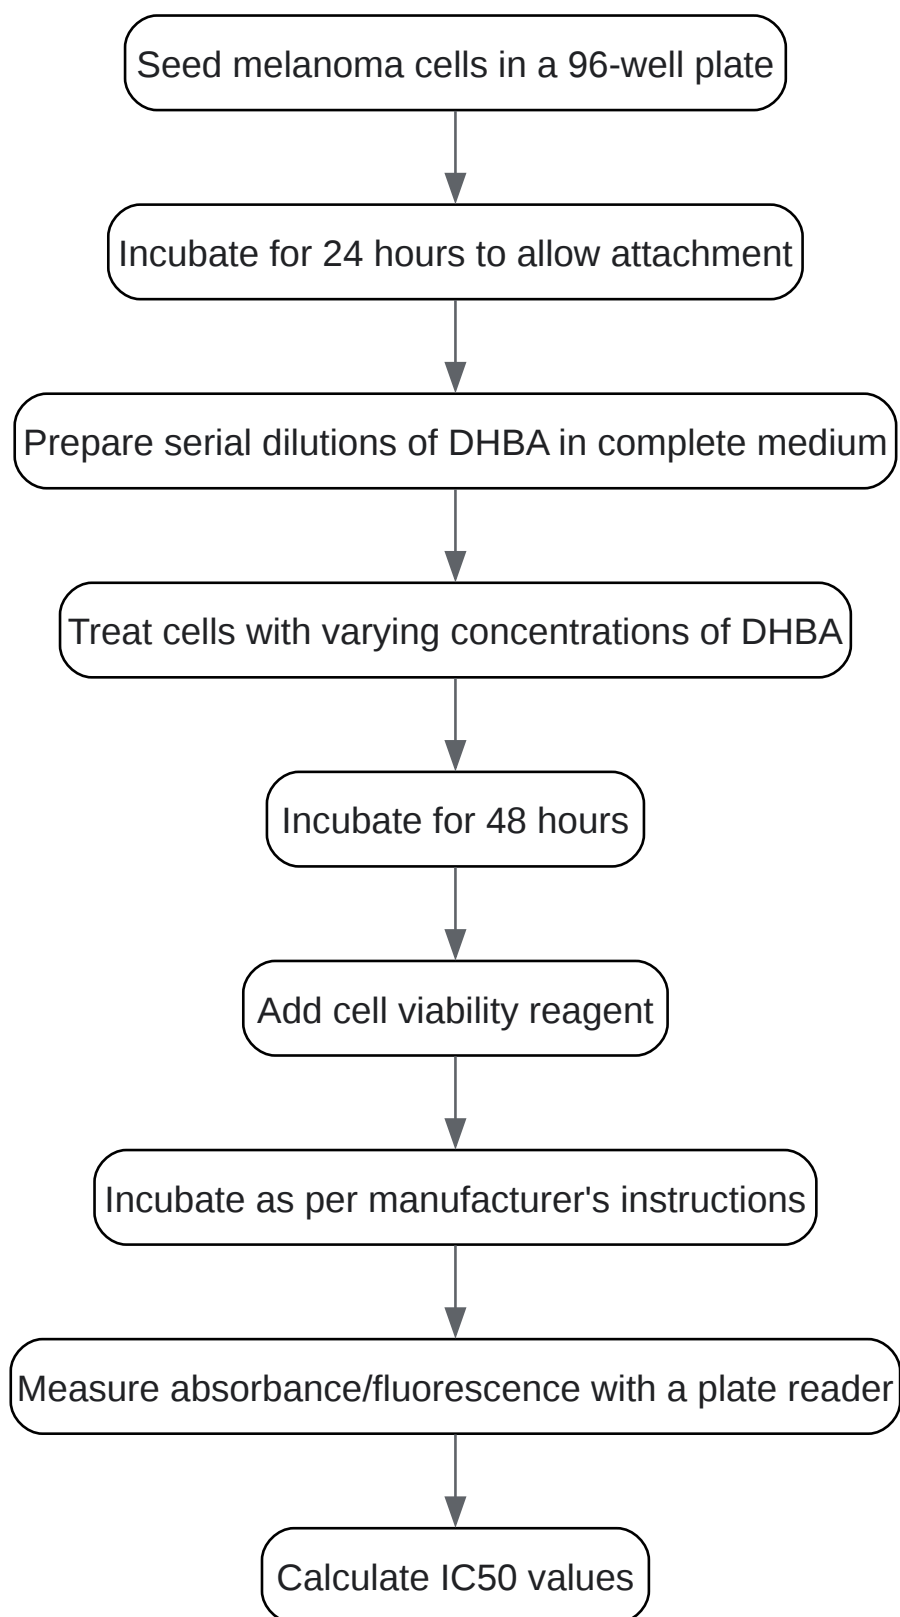 Seed melanoma cells in a 96-well plate
Incubate for 24 hours to allow attachment
Prepare serial dilutions of DHBA in complete medium
Treat cells with varying concentrations of DHBA
Incubate for 48 hours
Add cell viability reagent
Incubate as per manufacturer's instructions
Measure absorbance/fluorescence with a plate reader
Calculate IC50 values